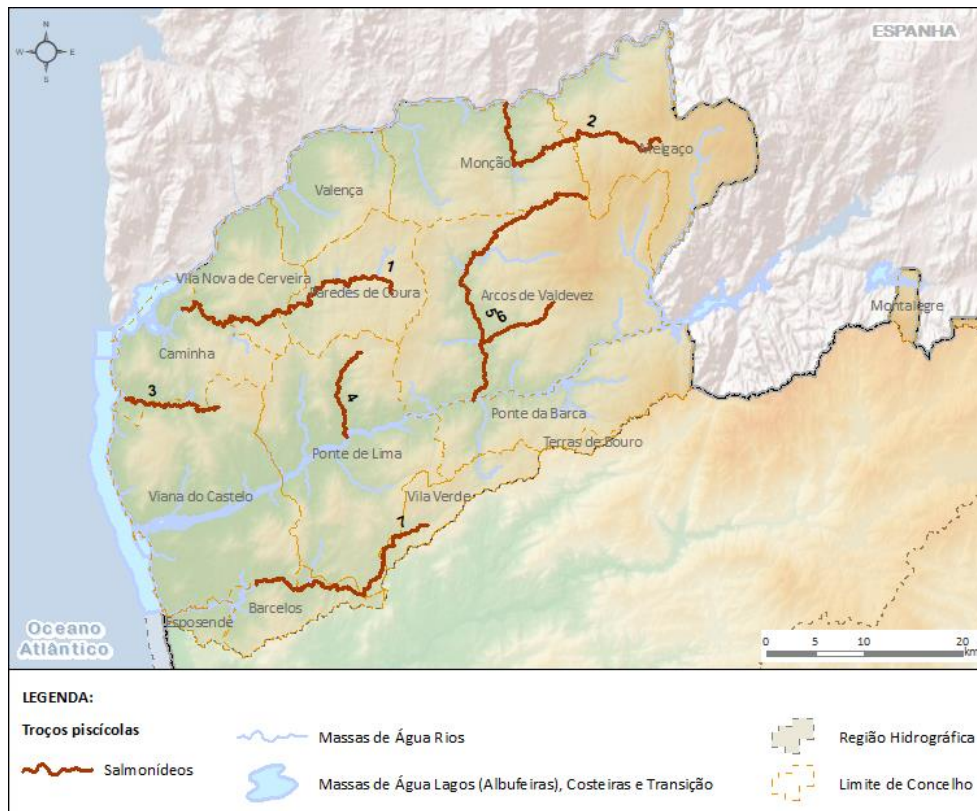 N
W E
S
ESPANHA
2
Monção
Melgaço
Valença
1
Vila Nova de Cerveira
Paredes de Coura
Arcos de Valdevez
5
6
Montalegre
Caminha
3
4
Ponte da Barca
Terras de Bouro
Ponte de Lima
Viana do Castelo
Vila Verde
7
Barcelos
Esposende
Oceano
Atlântico
0 5 10 20
km
LEGENDA:
Troços piscícolas
Salmonídeos
Massas de Água Rios
Massas de Água Lagos (Albufeiras), Costeiras e Transição
Região Hidrográfica
Limite de Concelho